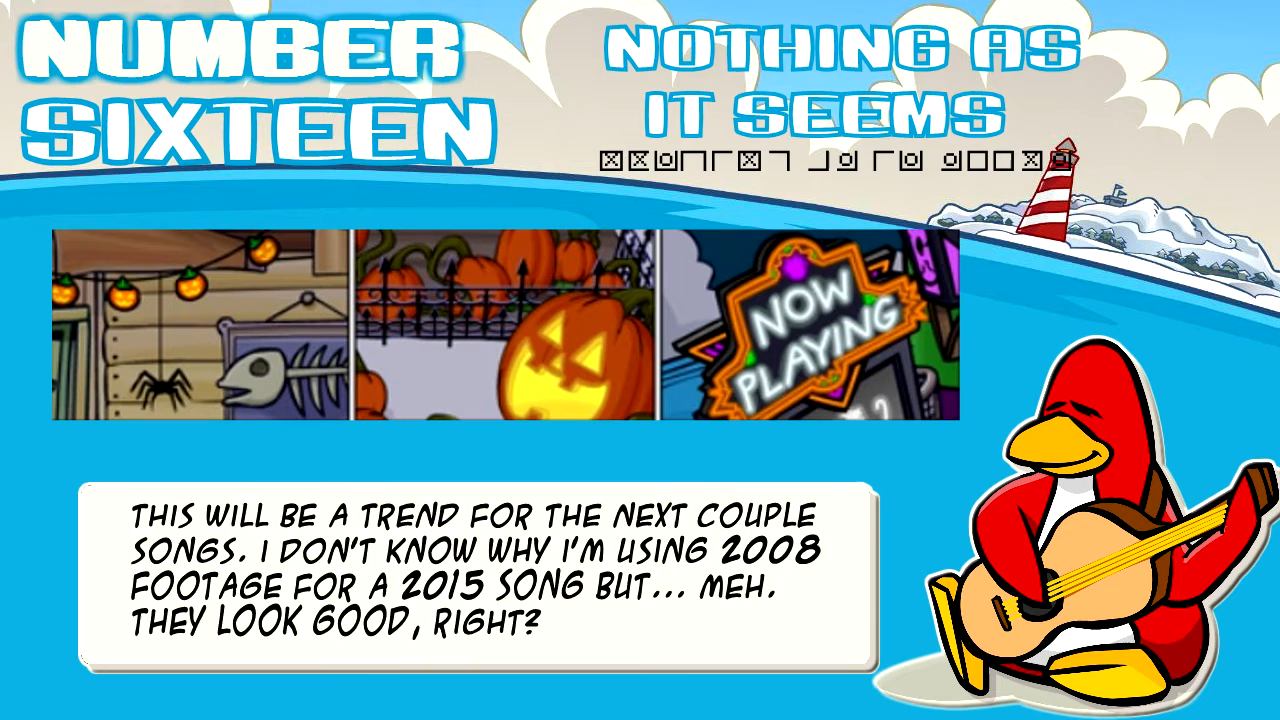 NUMBER
SIXTEEN
NOTHING AS
IT SEEMS
NOW
PLAYING
THIS WILL BE A TREND FOR THE NEXT COUPLE
SONGS. I DON'T KNOW WHY I'M USING 2008
FOOTAGE FOR A 2015 SONG BUT... MEH.
THEY LOOK GOOD, RIGHT?